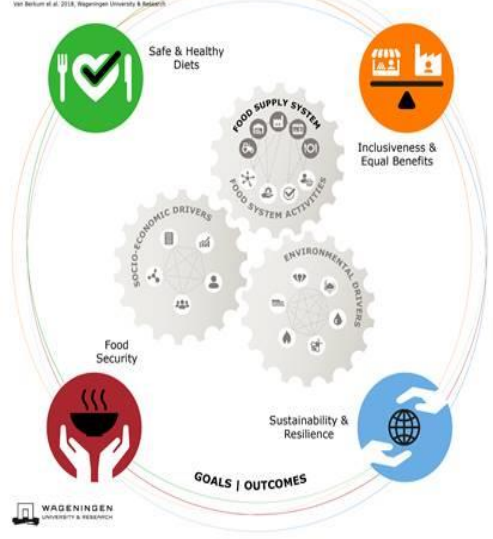 Van Berkum et al. 2018, Wageningen University & Research
Safe & Healthy
Diets
Inclusiveness &
Equal Benefits
FOOD SUPPLY SYSTEM
FOOD SYSTEM ACTIVITIES
SOCIO-ECONOMIC DRIVERS
ENVIRONMENTAL DRIVERS
Food
Security
Sustainability &
Resilience
GOALS | OUTCOMES
WAGENINGEN
UNIVERSITY & RESEARCH